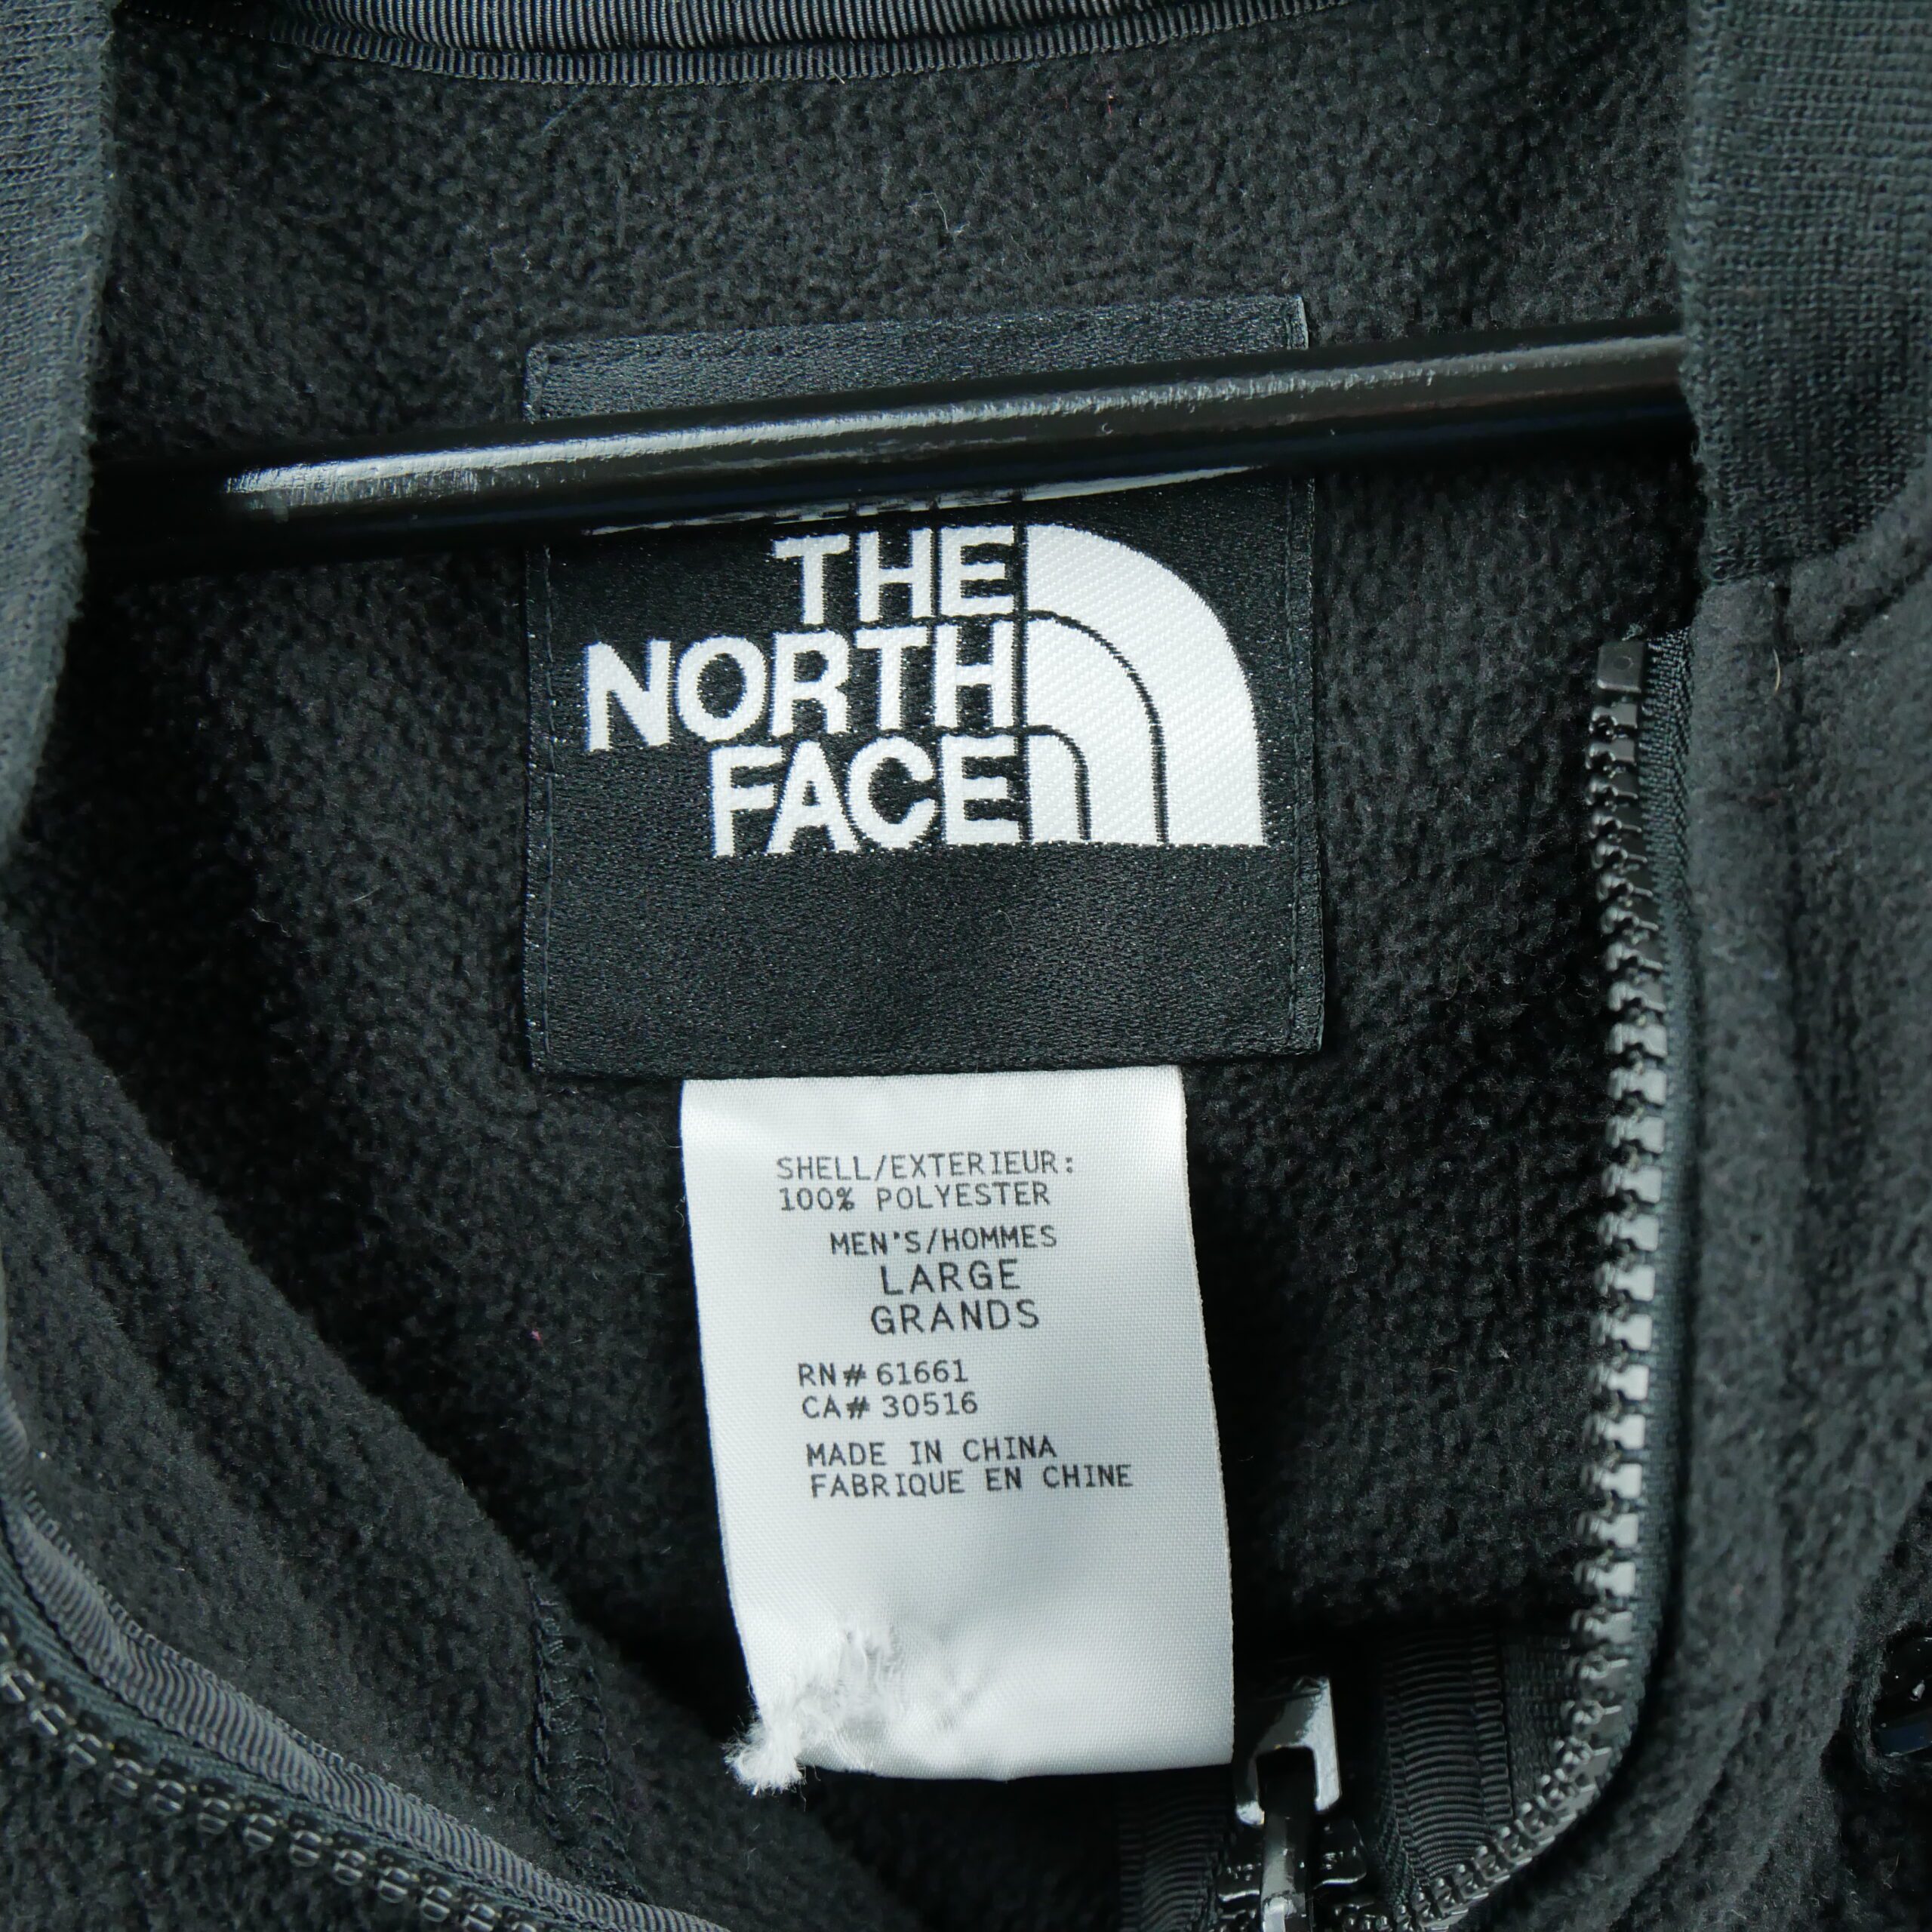 THE
NORTH
FACE
SHELL/EXTERIEUR:
100% POLYESTER
MEN'S/HOMMES
LARGE
GRANDS
RN# 61661
CA# 30516
MADE IN CHINA
FABRIQUE EN CHINE